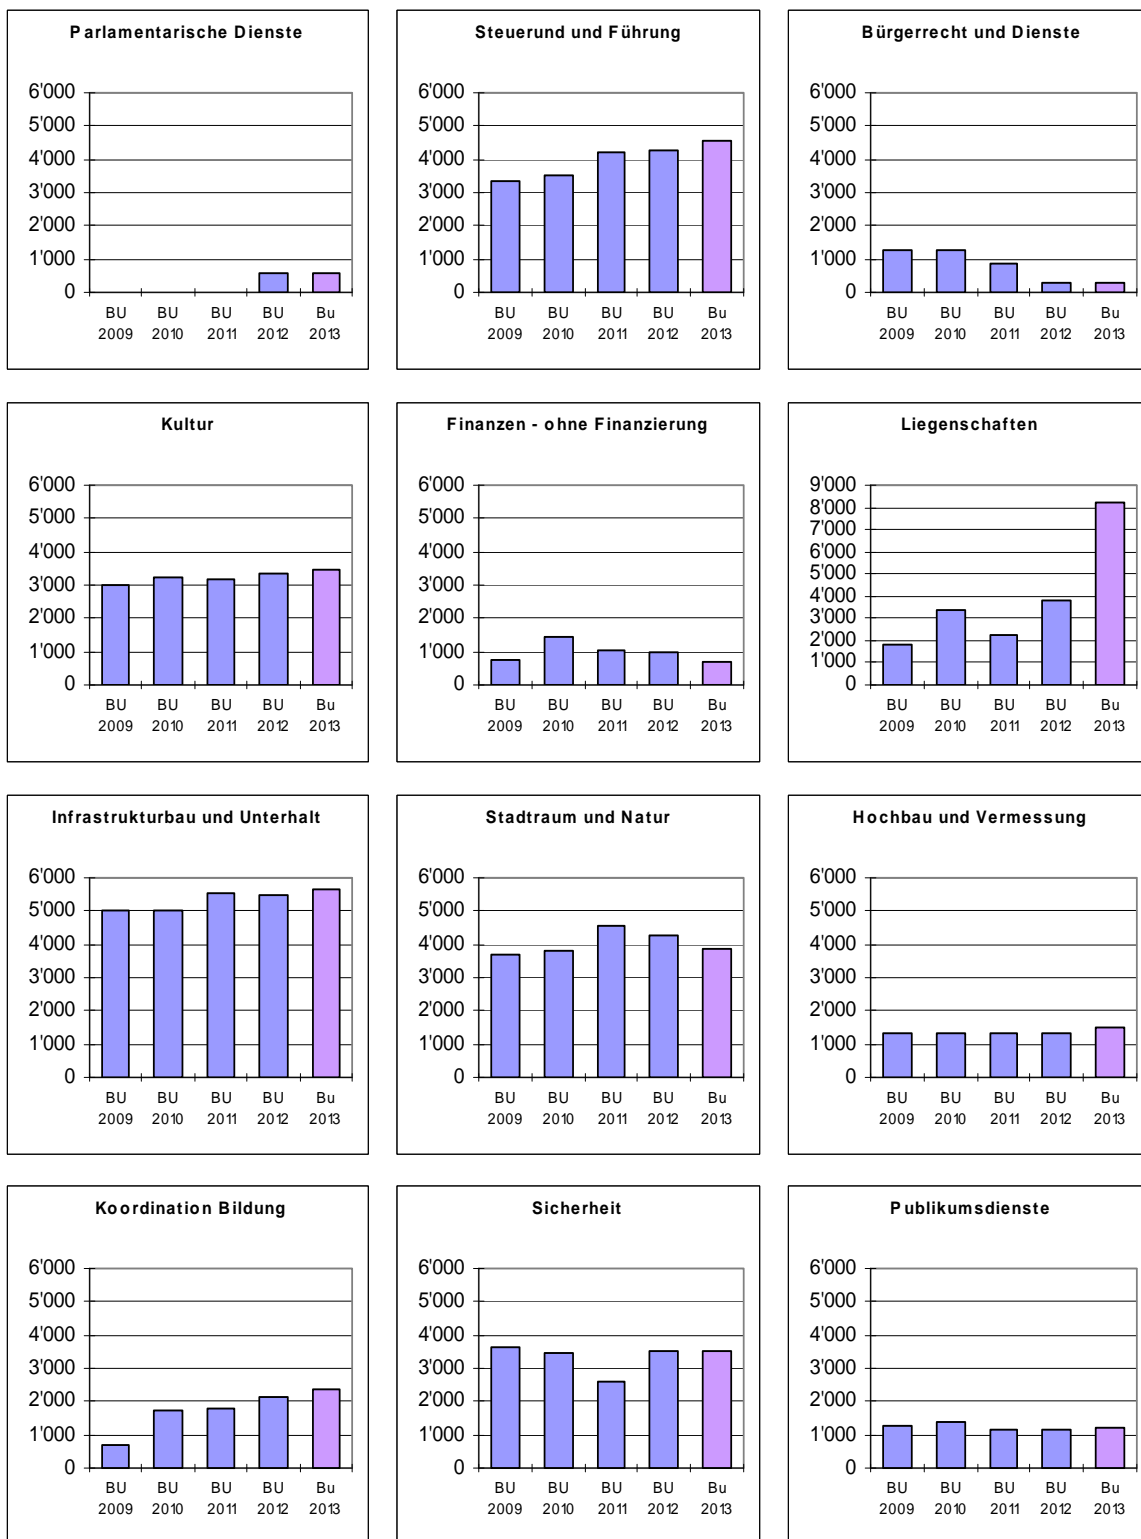 Parlamentarische Dienste
6'000
5'000
4'000
3'000
2'000
1'000
0
BU BU BU BU Bu
2009 2010 2011 2012 2013
Steuerund und Führung
6'000
5'000
4'000
3'000
2'000
1'000
0
BU BU BU BU Bu
2009 2010 2011 2012 2013
Bürgerrecht und Dienste
6'000
5'000
4'000
3'000
2'000
1'000
0
BU BU BU BU Bu
2009 2010 2011 2012 2013
Kultur
6'000
5'000
4'000
3'000
2'000
1'000
0
BU BU BU BU Bu
2009 2010 2011 2012 2013
Finanzen - ohne Finanzierung
6'000
5'000
4'000
3'000
2'000
1'000
0
BU BU BU BU Bu
2009 2010 2011 2012 2013
Liegenschaften
9'000
8'000
7'000
6'000
5'000
4'000
3'000
2'000
1'000
0
BU BU BU BU Bu
2009 2010 2011 2012 2013
Infrastrukturbau und Unterhalt
6'000
5'000
4'000
3'000
2'000
1'000
0
BU BU BU BU Bu
2009 2010 2011 2012 2013
Stadtraum und Natur
6'000
5'000
4'000
3'000
2'000
1'000
0
BU BU BU BU Bu
2009 2010 2011 2012 2013
Hochbau und Vermessung
6'000
5'000
4'000
3'000
2'000
1'000
0
BU BU BU BU Bu
2009 2010 2011 2012 2013
Koordination Bildung
6'000
5'000
4'000
3'000
2'000
1'000
0
BU BU BU BU Bu
2009 2010 2011 2012 2013
Sicherheit
6'000
5'000
4'000
3'000
2'000
1'000
0
BU BU BU BU Bu
2009 2010 2011 2012 2013
Publikumsdienste
6'000
5'000
4'000
3'000
2'000
1'000
0
BU BU BU BU Bu
2009 2010 2011 2012 2013